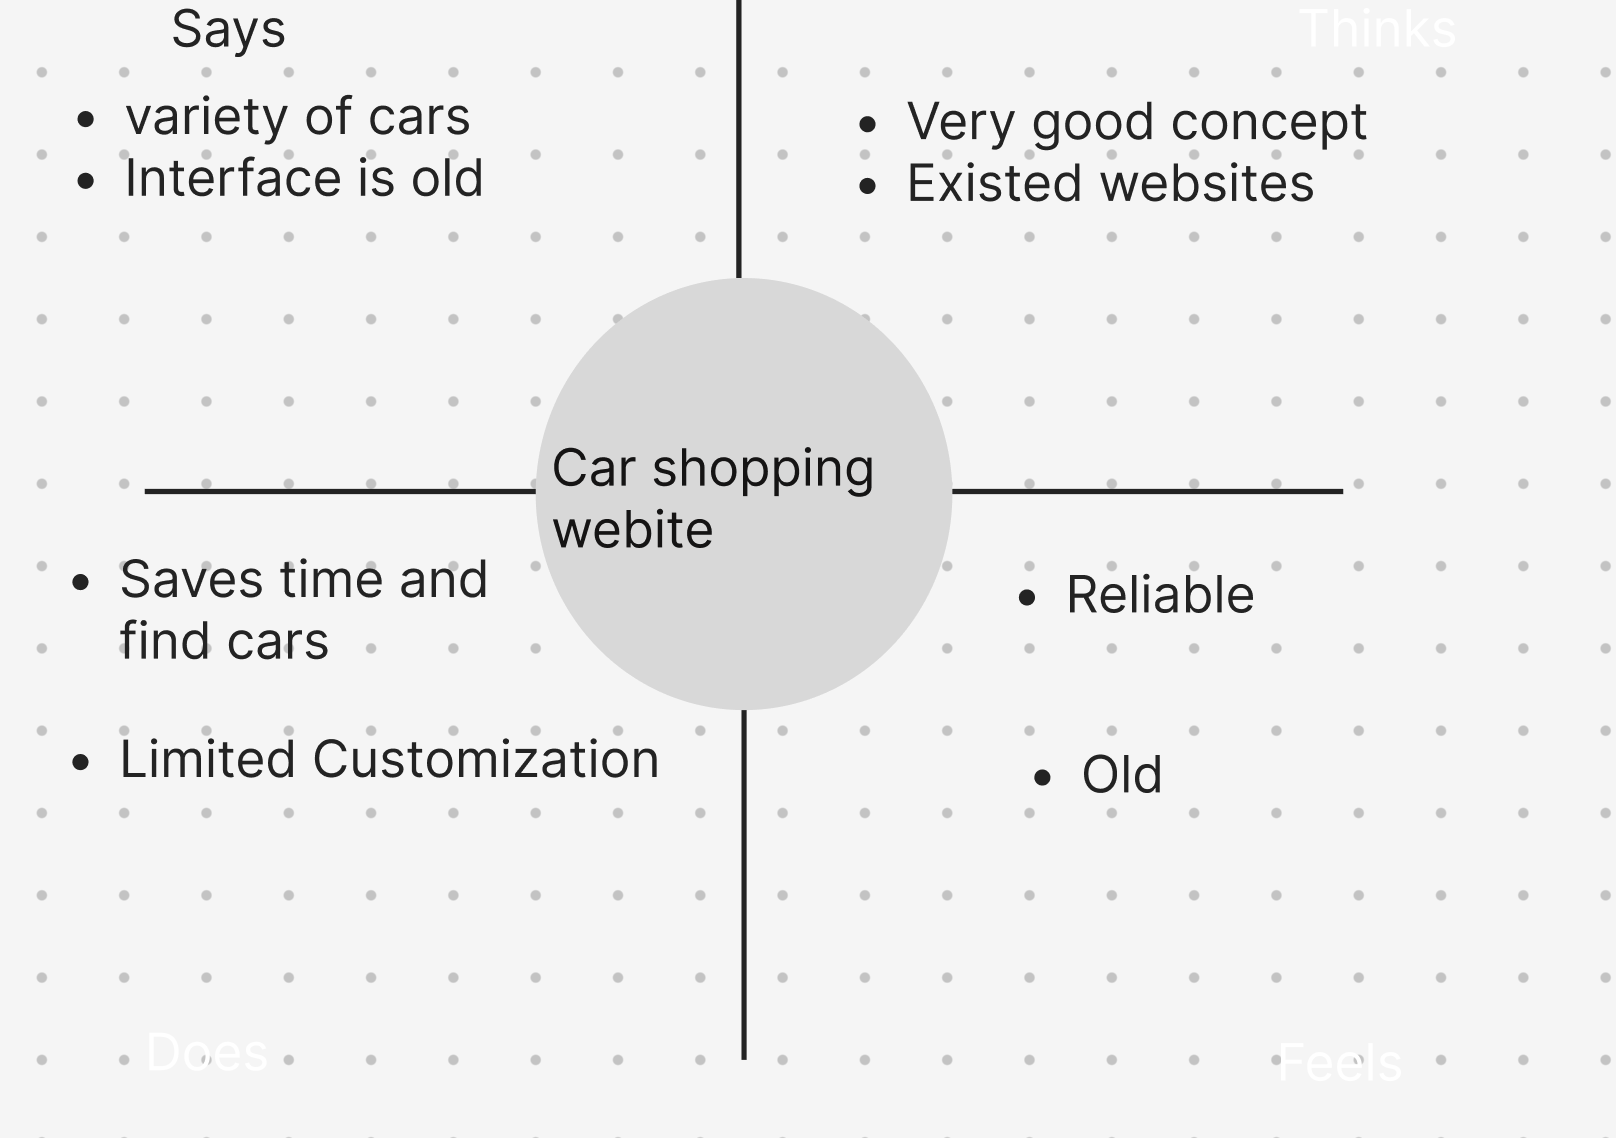 Says
Thinks
• variety of cars
• Interface is old
• Very good concept
• Existed websites
Car shopping
webite
• Saves time and
find cars
• Limited Customization
• Reliable
• Old
Does
Feels